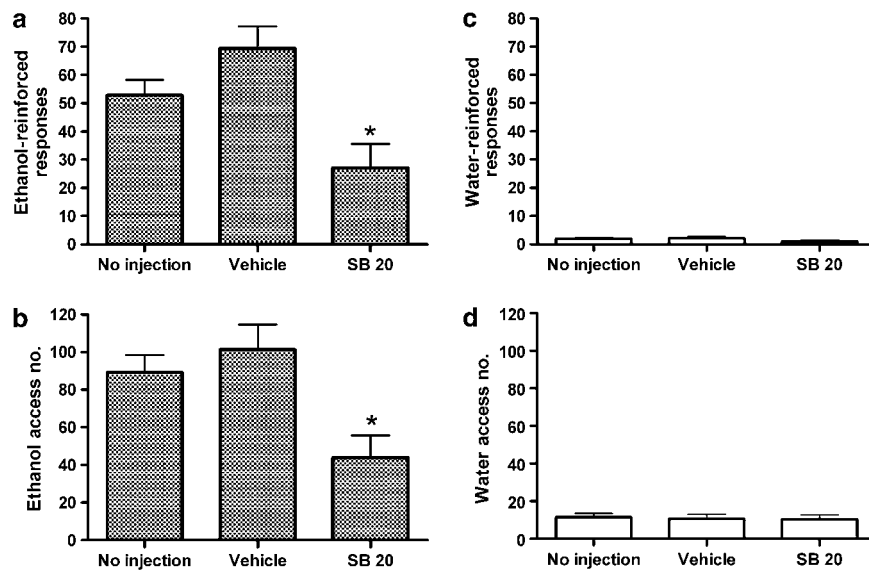 a
Ethanol-reinforced
responses
80
70
60
50
40
30
20
10
0
*
No injection
Vehicle
SB 20
c
Water-reinforced
responses
80
70
60
50
40
30
20
10
0
No injection
Vehicle
SB 20
b
Ethanol access no.
120
100
80
60
40
20
0
*
No injection
Vehicle
SB 20
d
Water access no.
120
100
80
60
40
20
0
No injection
Vehicle
SB 20